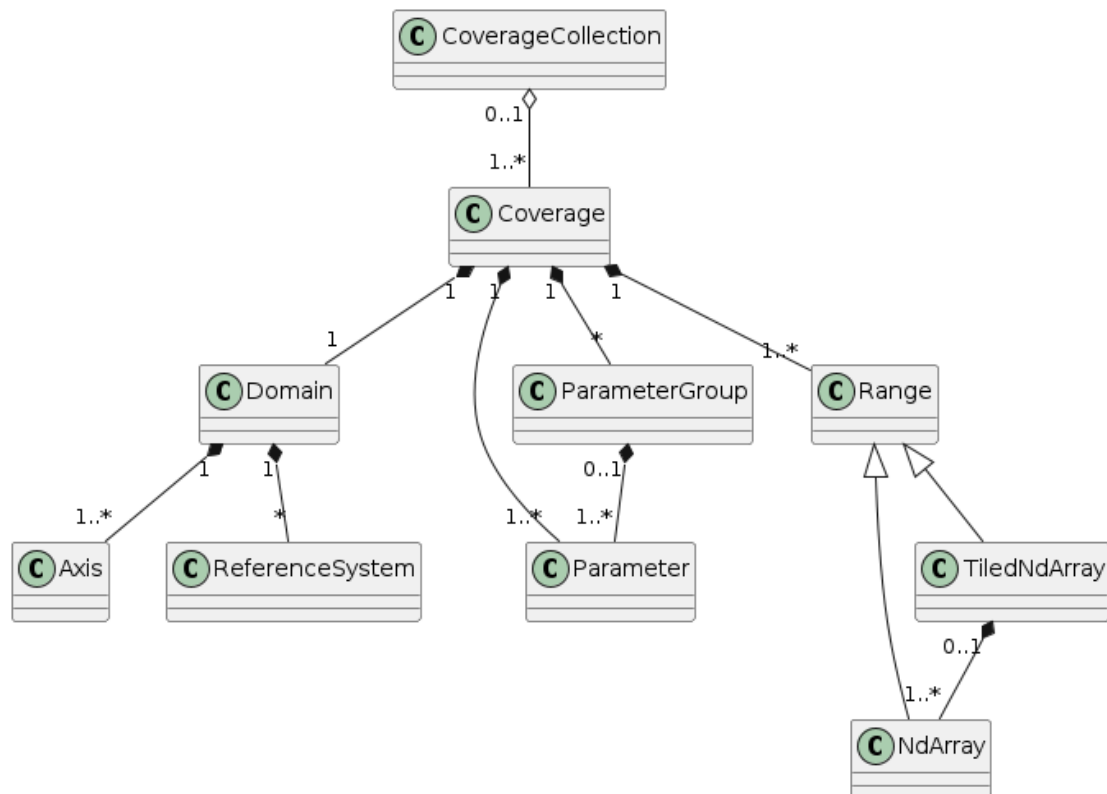 C CoverageCollection
0..1
1..*
C Coverage
1 1 1 1
1 * 1..*
C Domain C ParameterGroup C Range
1 1 0..1
1..* * 1..* 1..*
C Axis C ReferenceSystem C Parameter C TiledNdArray
0..1
1..*
C NdArray